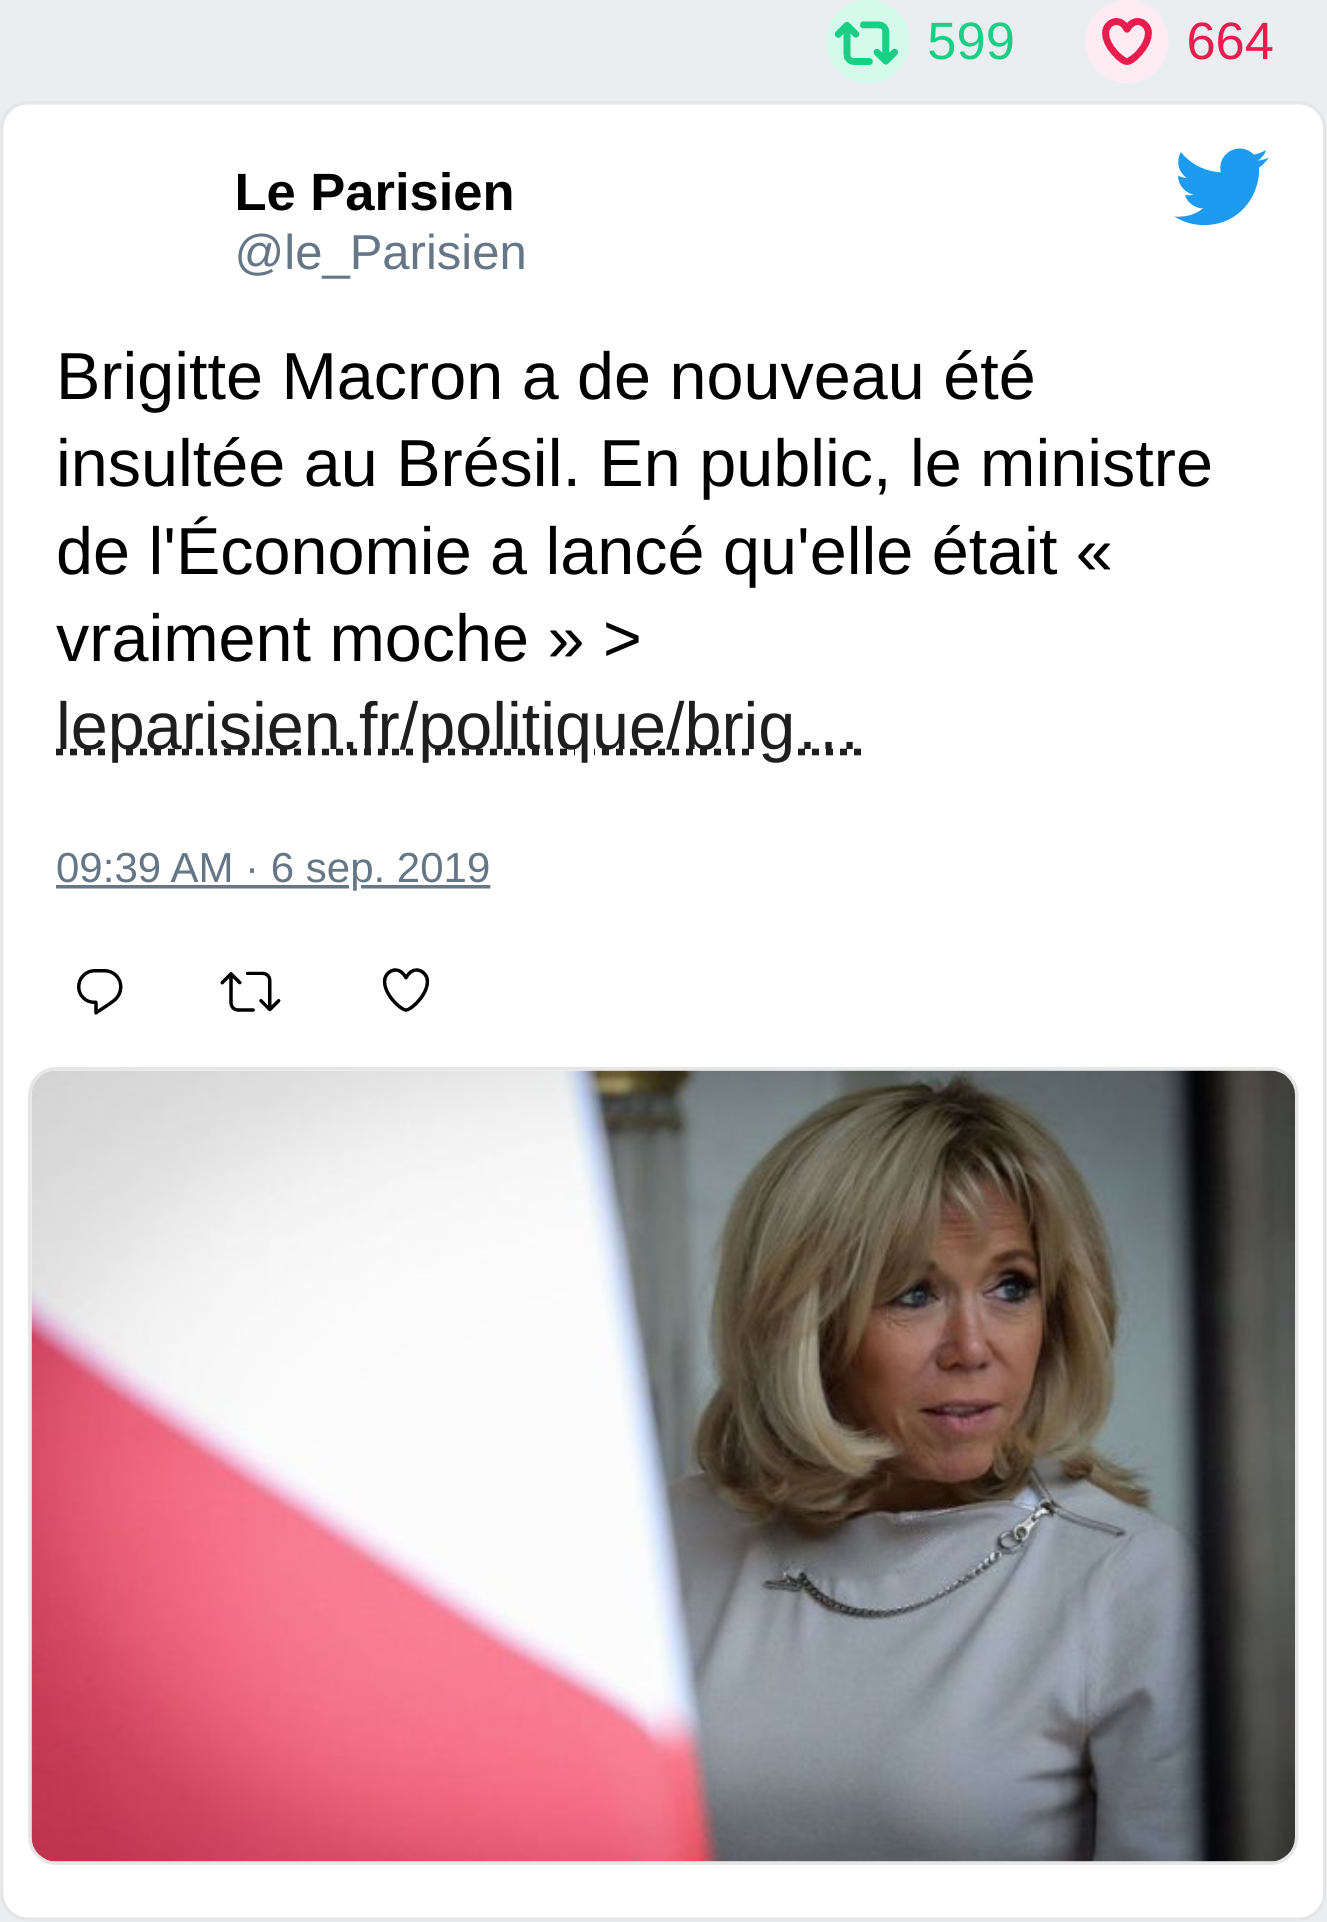 599 664
Le Parisien
@le_Parisien
Brigitte Macron a de nouveau été
insultée au Brésil. En public, le ministre
de l'Économie a lancé qu'elle était «
vraiment moche » >
leparisien.fr/politique/brig…
09:39 AM · 6 sep. 2019